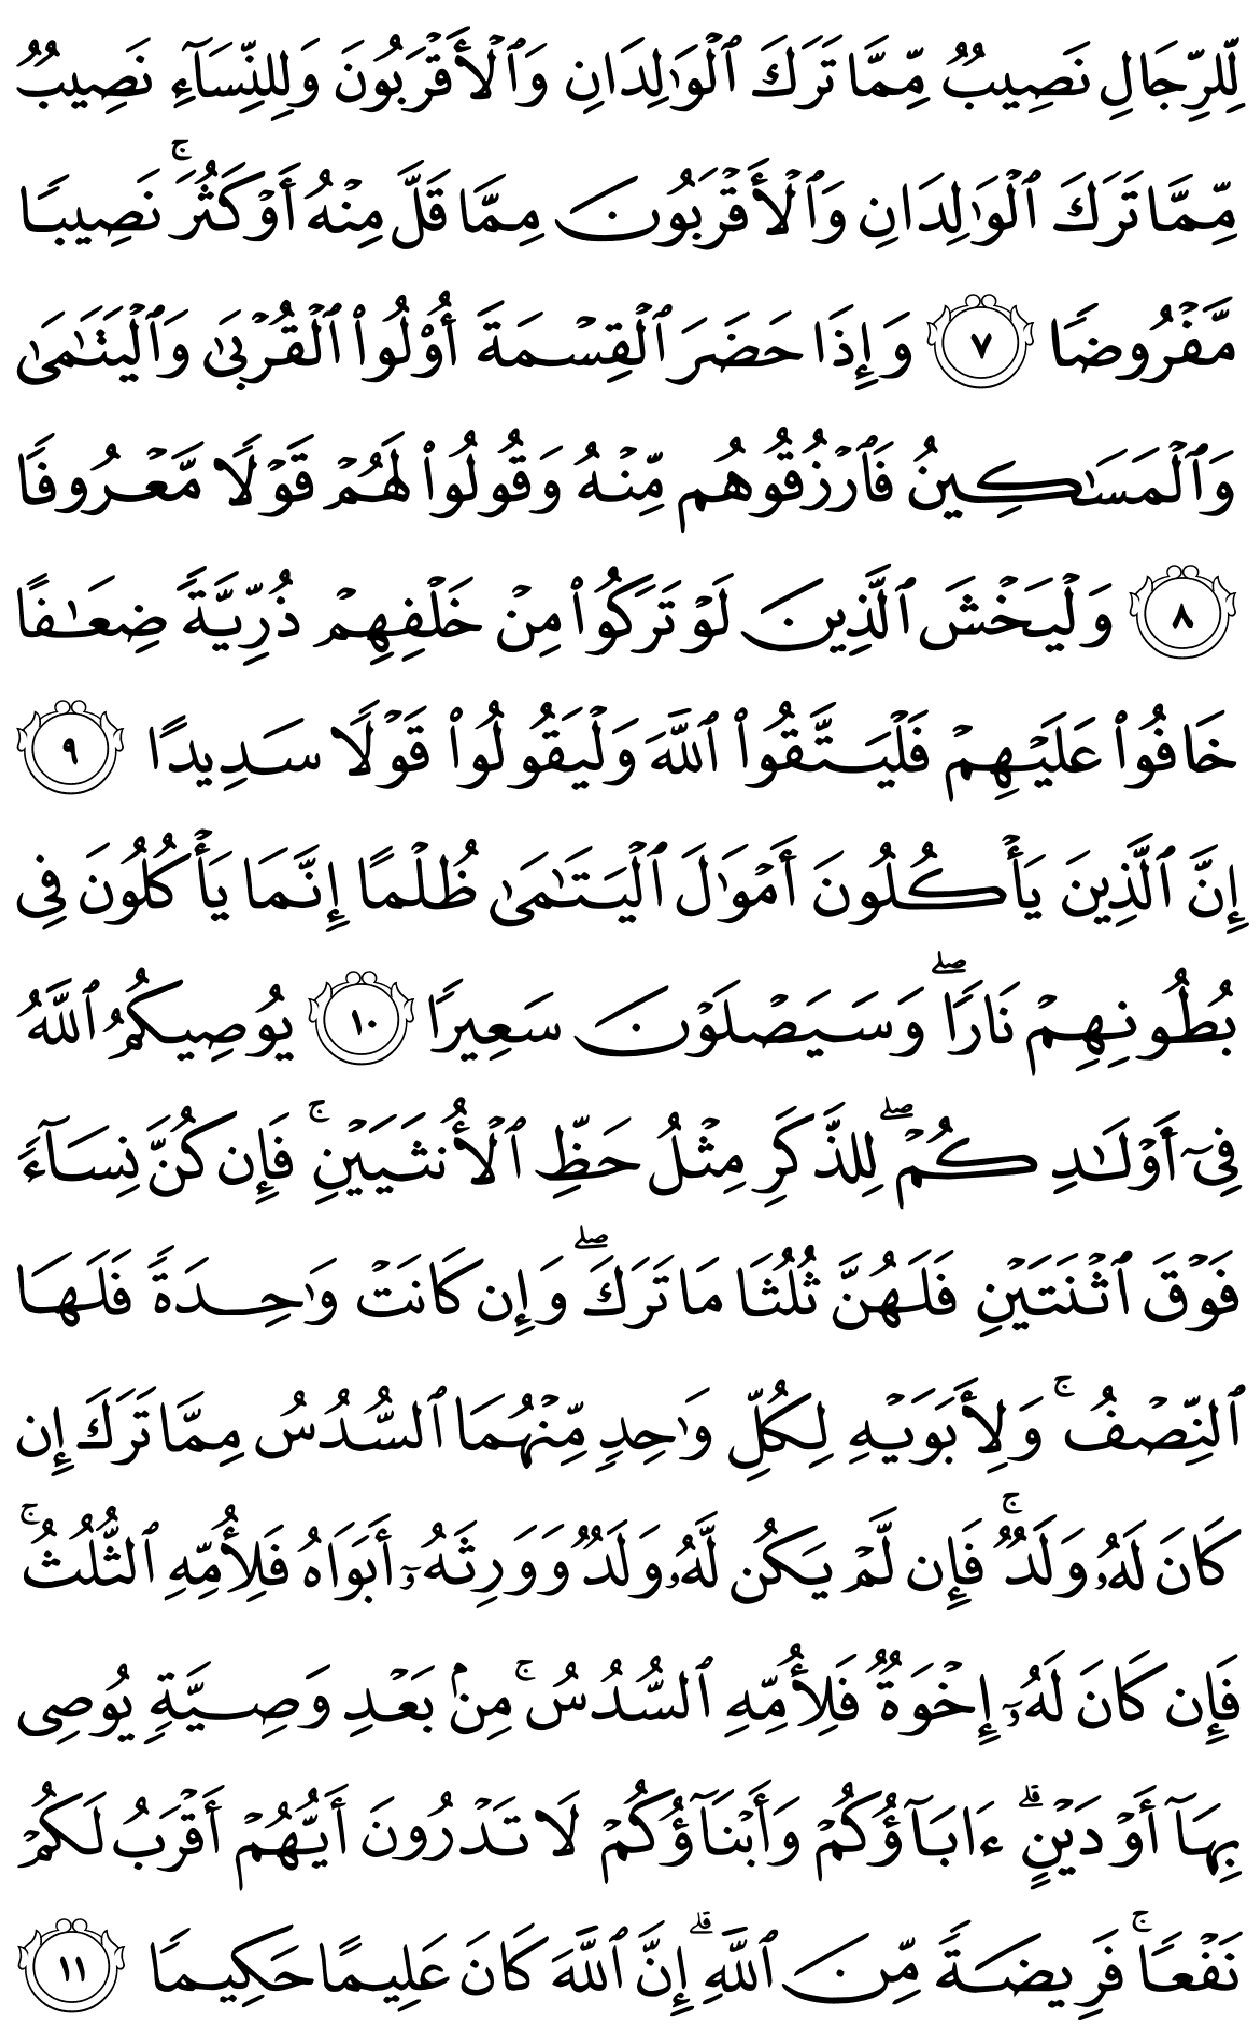 لِّلرِّجَالِ نَصِيبٌ مِّمَّا تَرَكَ ٱلْوَٰلِدَانِ وَٱلْأَقْرَبُونَ وَلِلنِّسَآءِ نَصِيبٌ
مِّمَّا تَرَكَ ٱلْوَٰلِدَانِ وَٱلْأَقْرَبُونَ مِمَّا قَلَّ مِنْهُ أَوْ كَثُرَ ۚ نَصِيبًا
مَّفْرُوضًا ٧ وَإِذَا حَضَرَ ٱلْقِسْمَةَ أُو۟لُوا۟ ٱلْقُرْبَىٰ وَٱلْيَتَٰمَىٰ
وَٱلْمَسَٰكِينُ فَٱرْزُقُوهُم مِّنْهُ وَقُولُوا۟ لَهُمْ قَوْلًا مَّعْرُوفًا
٨ وَلْيَخْشَ ٱلَّذِينَ لَوْ تَرَكُوا۟ مِنْ خَلْفِهِمْ ذُرِّيَّةً ضِعَٰفًا
خَافُوا۟ عَلَيْهِمْ فَلْيَتَّقُوا۟ ٱللَّهَ وَلْيَقُولُوا۟ قَوْلًا سَدِيدًا ٩
إِنَّ ٱلَّذِينَ يَأْكُلُونَ أَمْوَٰلَ ٱلْيَتَٰمَىٰ ظُلْمًا إِنَّمَا يَأْكُلُونَ فِى
بُطُونِهِمْ نَارًا ۖ وَسَيَصْلَوْنَ سَعِيرًا ١٠ يُوصِيكُمُ ٱللَّهُ
فِىٓ أَوْلَٰدِكُمْ ۖ لِلذَّكَرِ مِثْلُ حَظِّ ٱلْأُنثَيَيْنِ ۚ فَإِن كُنَّ نِسَآءً
فَوْقَ ٱثْنَتَيْنِ فَلَهُنَّ ثُلُثَا مَا تَرَكَ ۖ وَإِن كَانَتْ وَٰحِدَةً فَلَهَا
ٱلنِّصْفُ ۚ وَلِأَبَوَيْهِ لِكُلِّ وَٰحِدٍ مِّنْهُمَا ٱلسُّدُسُ مِمَّا تَرَكَ إِن
كَانَ لَهُۥ وَلَدٌ ۚ فَإِن لَّمْ يَكُن لَّهُۥ وَلَدٌ وَوَرِثَهُۥٓ أَبَوَاهُ فَلِأُمِّهِ ٱلثُّلُثُ ۚ
فَإِن كَانَ لَهُۥٓ إِخْوَةٌ فَلِأُمِّهِ ٱلسُّدُسُ ۚ مِنۢ بَعْدِ وَصِيَّةٍ يُوصِى
بِهَآ أَوْ دَيْنٍ ۗ ءَابَآؤُكُمْ وَأَبْنَآؤُكُمْ لَا تَدْرُونَ أَيُّهُمْ أَقْرَبُ لَكُمْ
نَفْعًا ۚ فَرِيضَةً مِّنَ ٱللَّهِ ۗ إِنَّ ٱللَّهَ كَانَ عَلِيمًا حَكِيمًا ١١